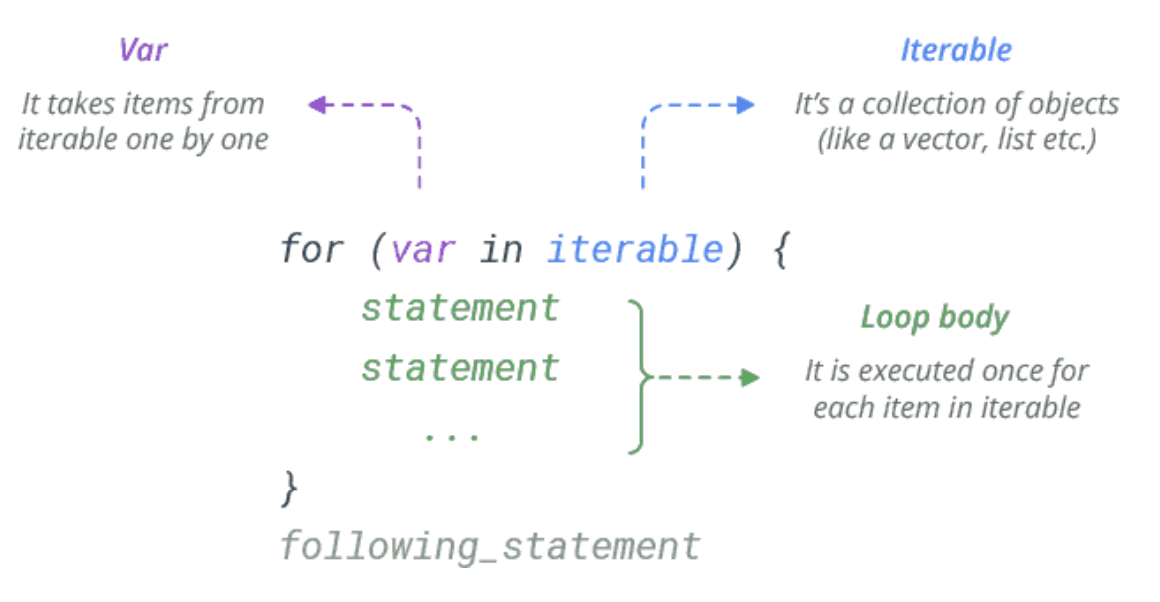 Var
It takes items from
iterable one by one
Iterable
It's a collection of objects
(like a vector, list etc.)
for (var in iterable) {
statement
statement
...
}
following_statement
Loop body
It is executed once for
each item in iterable